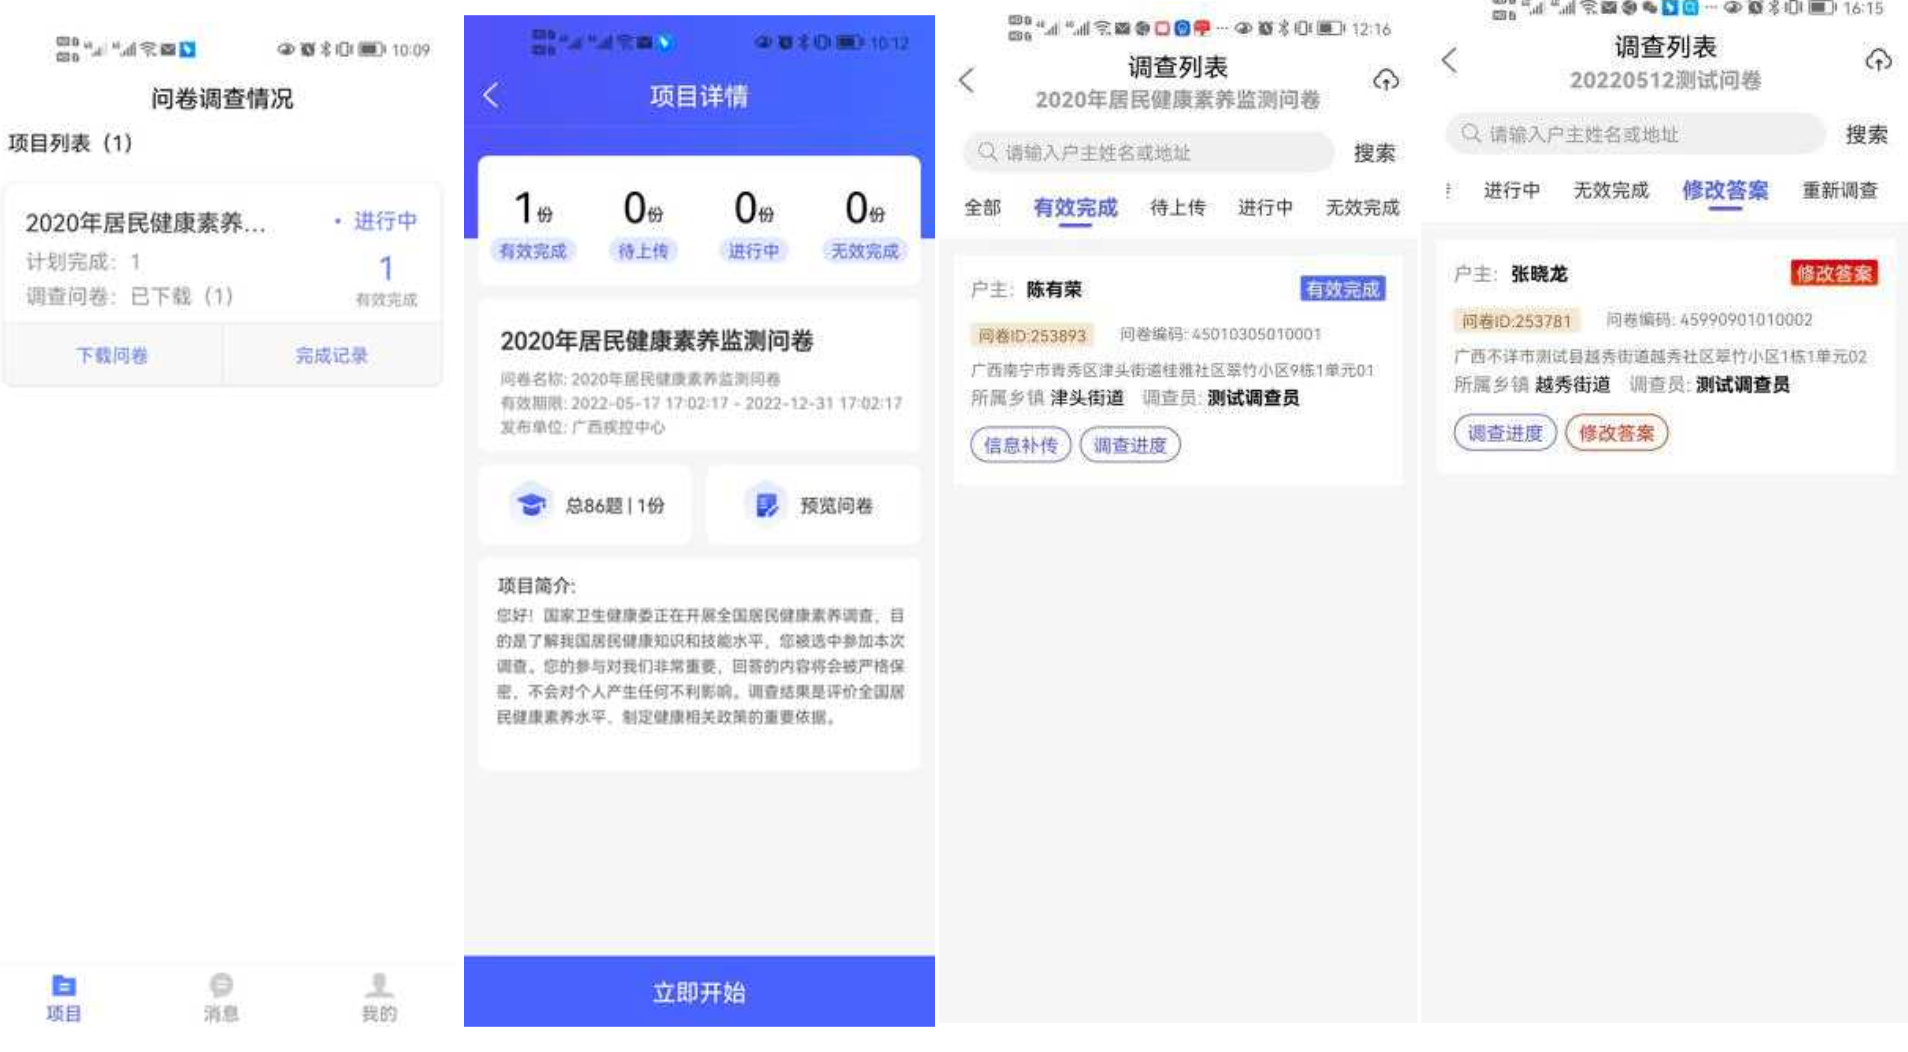 10:09
问卷调查情况
项目列表（1）
2020年居民健康素养...
• 进行中
计划完成：1
1
调查问卷：已下载（1）
有效完成
下载问卷
完成记录
项目
消息
我的
10:12
项目详情
1份
0份
0份
0份
有效完成
待上传
进行中
无效完成
2020年居民健康素养监测问卷
问卷名称: 2020年居民健康素养监测问卷
有效期限: 2022-05-17 17:02:17 - 2022-12-31 17:02:17
发布单位: 广西疾控中心
总86题 | 1份
预览问卷
项目简介:
您好！国家卫生健康委正在开展全国居民健康素养调查，目
的是了解我国居民健康知识和技能水平，您被选中参加本次
调查。您的参与对我们非常重要，回答的内容将会被严格保
密，不会对个人产生任何不利影响。调查结果是评价全国居
民健康素养水平、制定健康相关政策的重要依据。
立即开始
12:16
调查列表
2020年居民健康素养监测问卷
请输入户主姓名或地址
搜索
全部
有效完成
待上传
进行中
无效完成
户主: 陈有荣
有效完成
问卷ID:253893
问卷编码: 45010305010001
广西南宁市青秀区津头街道桂雅社区翠竹小区9栋1单元01
所属乡镇 津头街道 调查员: 测试调查员
信息补传
调查进度
16:15
调查列表
20220512测试问卷
请输入户主姓名或地址
搜索
进行中
无效完成
修改答案
重新调查
户主: 张晓龙
修改答案
问卷ID:253781
问卷编码: 45990901010002
广西不洋市测试县越秀街道越秀社区翠竹小区1栋1单元02
所属乡镇 越秀街道 调查员: 测试调查员
调查进度
修改答案